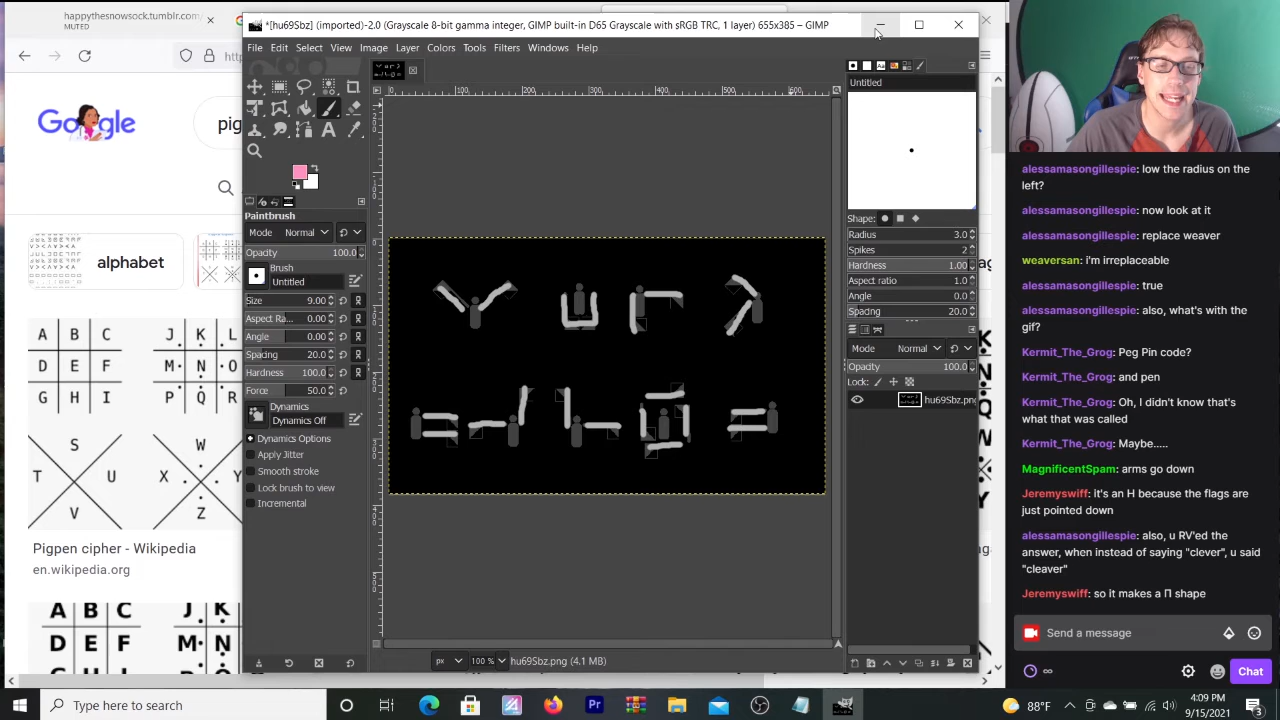 happythesnowsock.tumblr.com
MUTED
*[hu69Sbz] (imported)-2.0 (Grayscale 8-bit gamma integer, GIMP built-in D65 Grayscale with sRGB TRC, 1 layer) 655x385 – GIMP
File Edit Select View Image Layer Colors Tools Filters Windows Help
Google
pig
alphabet
A B C
D E F
G H I
J K L
M N O
P Q R
S
T U
V
W
X
Z
Pigpen cipher - Wikipedia
en.wikipedia.org
A B C
D E F
J K L
Paintbrush
Mode Normal
Opacity 100.0
Brush
Untitled
Size 9.00
Aspect Ra... 0.00
Angle 0.00
Spacing 20.0
Hardness 100.0
Force 50.0
Dynamics
Dynamics Off
Dynamics Options
Apply Jitter
Smooth stroke
Lock brush to view
Incremental
0 100 200 300 400 500 600
px 100 % hu69Sbz.png (4.1 MB)
Untitled
Shape:
Radius 3.0
Spikes 2
Hardness 1.00
Aspect ratio 1.0
Angle 0.0
Spacing 20.0
Mode Normal
Opacity 100.0
Lock:
hu69Sbz.png
alessamasongillespie: low the radius on the
left?
alessamasongillespie: now look at it
alessamasongillespie: replace weaver
weaversan: i'm irreplaceable
alessamasongillespie: true
alessamasongillespie: also, what's with the
gif?
Kermit_The_Grog: Peg Pin code?
Kermit_The_Grog: and pen
Kermit_The_Grog: Oh, I didn't know that's
what that was called
Kermit_The_Grog: Maybe.....
MagnificentSpam: arms go down
Jeremyswiff: it's an H because the flags are
just pointed down
alessamasongillespie: also, u RV'ed the
answer, when instead of saying "clever", u said
"cleaver"
Jeremyswiff: so it makes a Π shape
Send a message
Chat
Type here to search
88°F
4:09 PM
9/15/2021
3